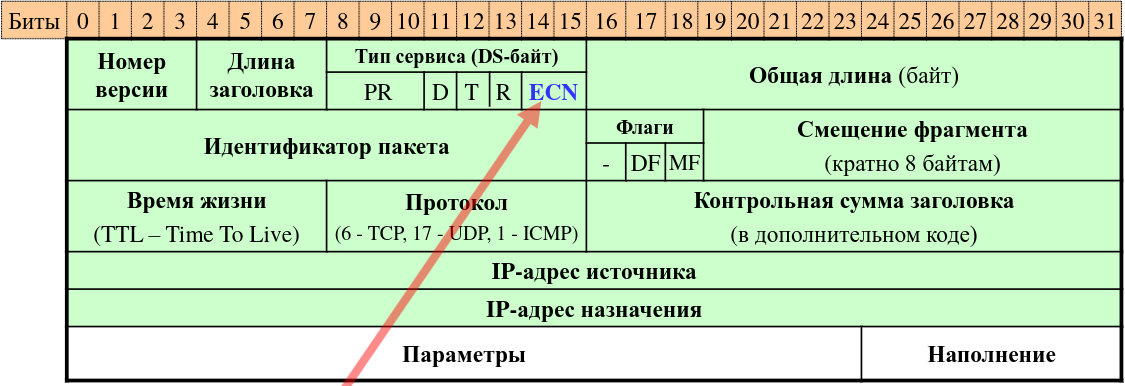 Биты 0 1 2 3 4 5 6 7 8 9 10 11 12 13 14 15 16 17 18 19 20 21 22 23 24 25 26 27 28 29 30 31
Номер
версии
Длина
заголовка
Тип сервиса (DS-байт)
PR D T R ECN
Общая длина (байт)
Идентификатор пакета
Флаги
- DF MF
Смещение фрагмента
(кратно 8 байтам)
Время жизни
(TTL – Time To Live)
Протокол
(6 - TCP, 17 - UDP, 1 - ICMP)
Контрольная сумма заголовка
(в дополнительном коде)
IP-адрес источника
IP-адрес назначения
Параметры
Наполнение